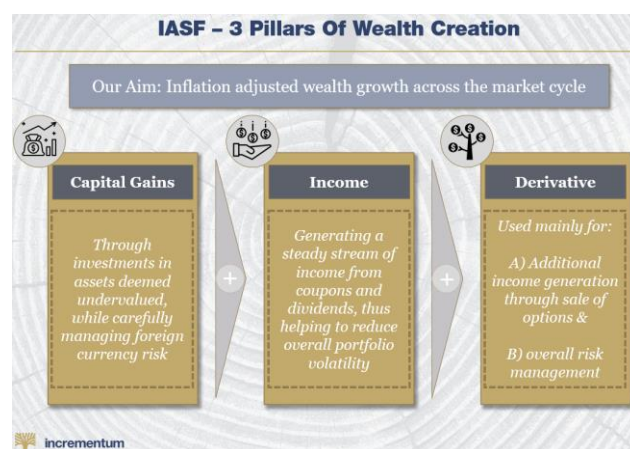 IASF – 3 Pillars Of Wealth Creation
Our Aim: Inflation adjusted wealth growth across the market cycle
Capital Gains
Through
investments in
assets deemed
undervalued,
while carefully
managing foreign
currency risk
+
Income
Generating a
steady stream of
income from
coupons and
dividends, thus
helping to reduce
overall portfolio
volatility
+
Derivative
Used mainly for:
A) Additional
income generation
through sale of
options &
B) overall risk
management
incrementum